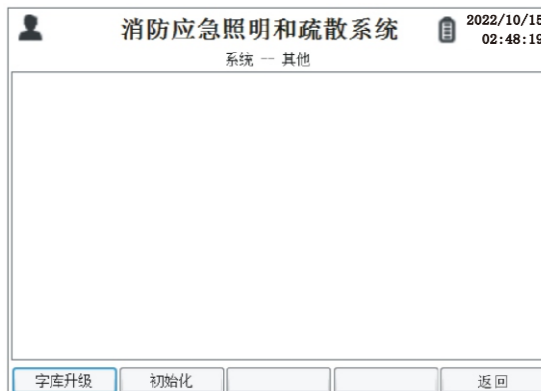 消防应急照明和疏散系统
2022/10/15
02:48:19
系统 -- 其他
字库升级 初始化 返回